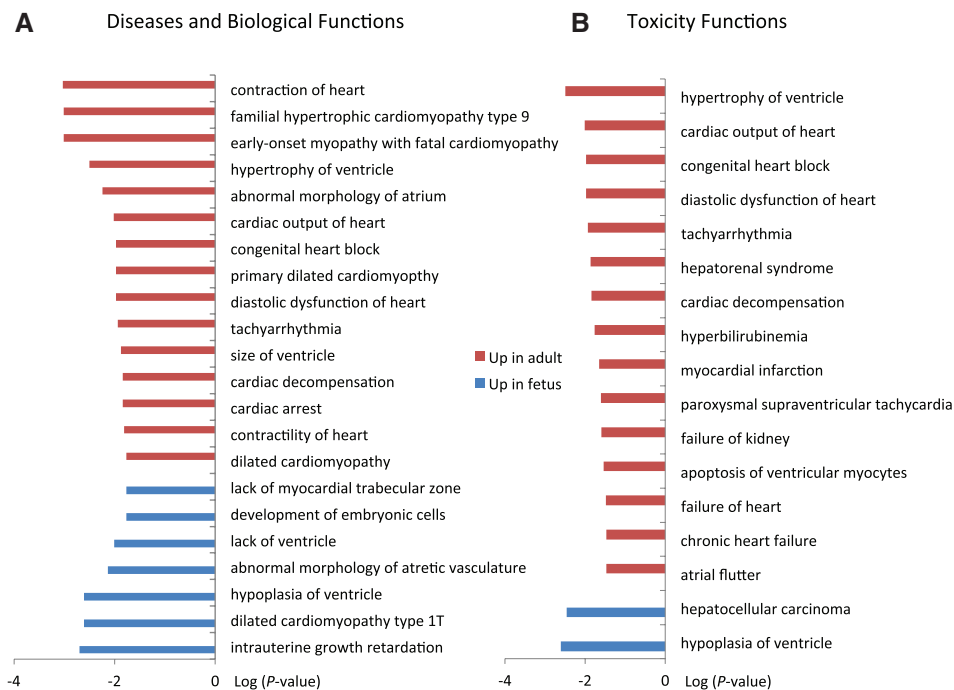 A Diseases and Biological Functions
contraction of heart
familial hypertrophic cardiomyopathy type 9
early-onset myopathy with fatal cardiomyopathy
hypertrophy of ventricle
abnormal morphology of atrium
cardiac output of heart
congenital heart block
primary dilated cardiomyopthy
diastolic dysfunction of heart
tachyarrhythmia
size of ventricle
cardiac decompensation
cardiac arrest
contractility of heart
dilated cardiomyopathy
lack of myocardial trabecular zone
development of embryonic cells
lack of ventricle
abnormal morphology of atretic vasculature
hypoplasia of ventricle
dilated cardiomyopathy type 1T
intrauterine growth retardation
-4 -2 0 Log (P-value)
Up in adult
Up in fetus
B Toxicity Functions
hypertrophy of ventricle
cardiac output of heart
congenital heart block
diastolic dysfunction of heart
tachyarrhythmia
hepatorenal syndrome
cardiac decompensation
hyperbilirubinemia
myocardial infarction
paroxysmal supraventricular tachycardia
failure of kidney
apoptosis of ventricular myocytes
failure of heart
chronic heart failure
atrial flutter
hepatocellular carcinoma
hypoplasia of ventricle
-4 -2 0 Log (P-value)